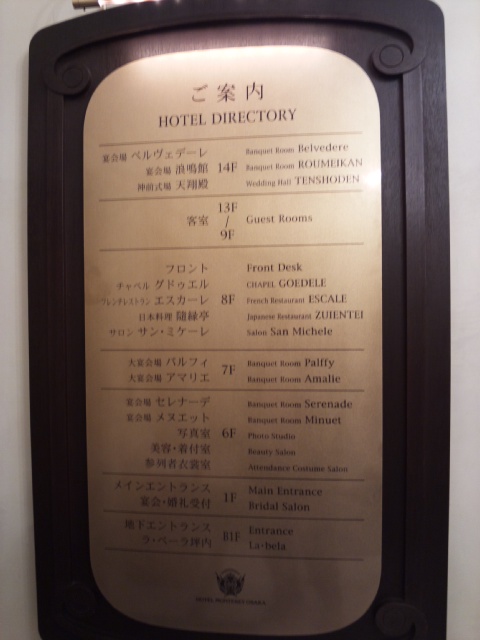 ご案内
HOTEL DIRECTORY
宴会場 ベルヴェデーレ 14F Banquet Room Belvedere
宴会場 浪鳴館 Banquet Room ROUMEIKAN
神前式場 天翔殿 Wedding Hall TENSHODEN
客室 13F / 9F Guest Rooms
フロント 8F Front Desk
チャペル グドゥエル CHAPEL GOEDELE
フレンチレストラン エスカーレ French Restaurant ESCALE
日本料理 隨縁亭 Japanese Restaurant ZUIENTEI
サロン サン・ミケーレ Salon San Michele
大宴会場 パルフィ 7F Banquet Room Palffy
大宴会場 アマリエ Banquet Room Amalie
宴会場 セレナーデ 6F Banquet Room Serenade
宴会場 メヌエット Banquet Room Minuet
写真室 Photo Studio
美容・着付室 Beauty Salon
参列者衣裳室 Attendance Costume Salon
メインエントランス 1F Main Entrance
宴会・婚礼受付 Bridal Salon
地下エントランス B1F Entrance
ラ・ベーラ坪内 La・bela
HOTEL MONTEREY OSAKA